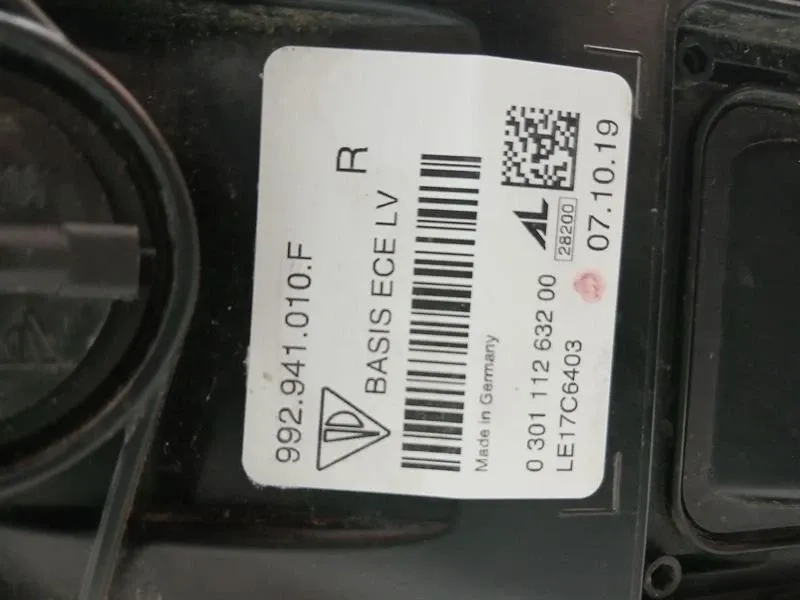 992.941.010.F
R
BASIS ECE LV
Made in Germany
AL
28200
0 301 112 632 00
LE17C6403
07.10.19